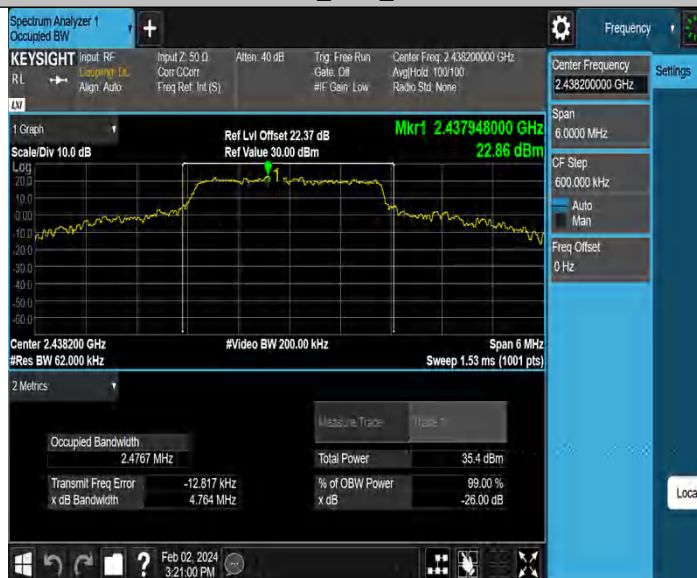 Spectrum Analyzer 1
Occupied BW
+
Frequency
KEYSIGHT
RL
Input: RF
Coupling: DC
Align: Auto
Input Z: 50 Ω
Corr CCorr
Freq Ref: Int (S)
Atten: 40 dB
Trig: Free Run
Gate: Off
#IF Gain: Low
Center Freq: 2.438200000 GHz
Avg|Hold: 100/100
Radio Std: None
LXI
Center Frequency
2.438200000 GHz
Settings
Span
6.0000 MHz
CF Step
600.000 kHz
Auto
Man
Freq Offset
0 Hz
1 Graph
Scale/Div 10.0 dB
Ref Lvl Offset 22.37 dB
Ref Value 30.00 dBm
Mkr1 2.437948000 GHz
22.86 dBm
Log
20.0
10.0
0.00
-10.0
-20.0
-30.0
-40.0
-50.0
-60.0
1
Center 2.438200 GHz
#Res BW 62.000 kHz
#Video BW 200.00 kHz
Span 6 MHz
Sweep 1.53 ms (1001 pts)
2 Metrics
Measure Trace
Trace 1
Occupied Bandwidth
2.4767 MHz
Total Power
35.4 dBm
Transmit Freq Error
-12.817 kHz
% of OBW Power
99.00 %
x dB Bandwidth
4.764 MHz
x dB
-26.00 dB
Loca
?
Feb 02, 2024
3:21:00 PM